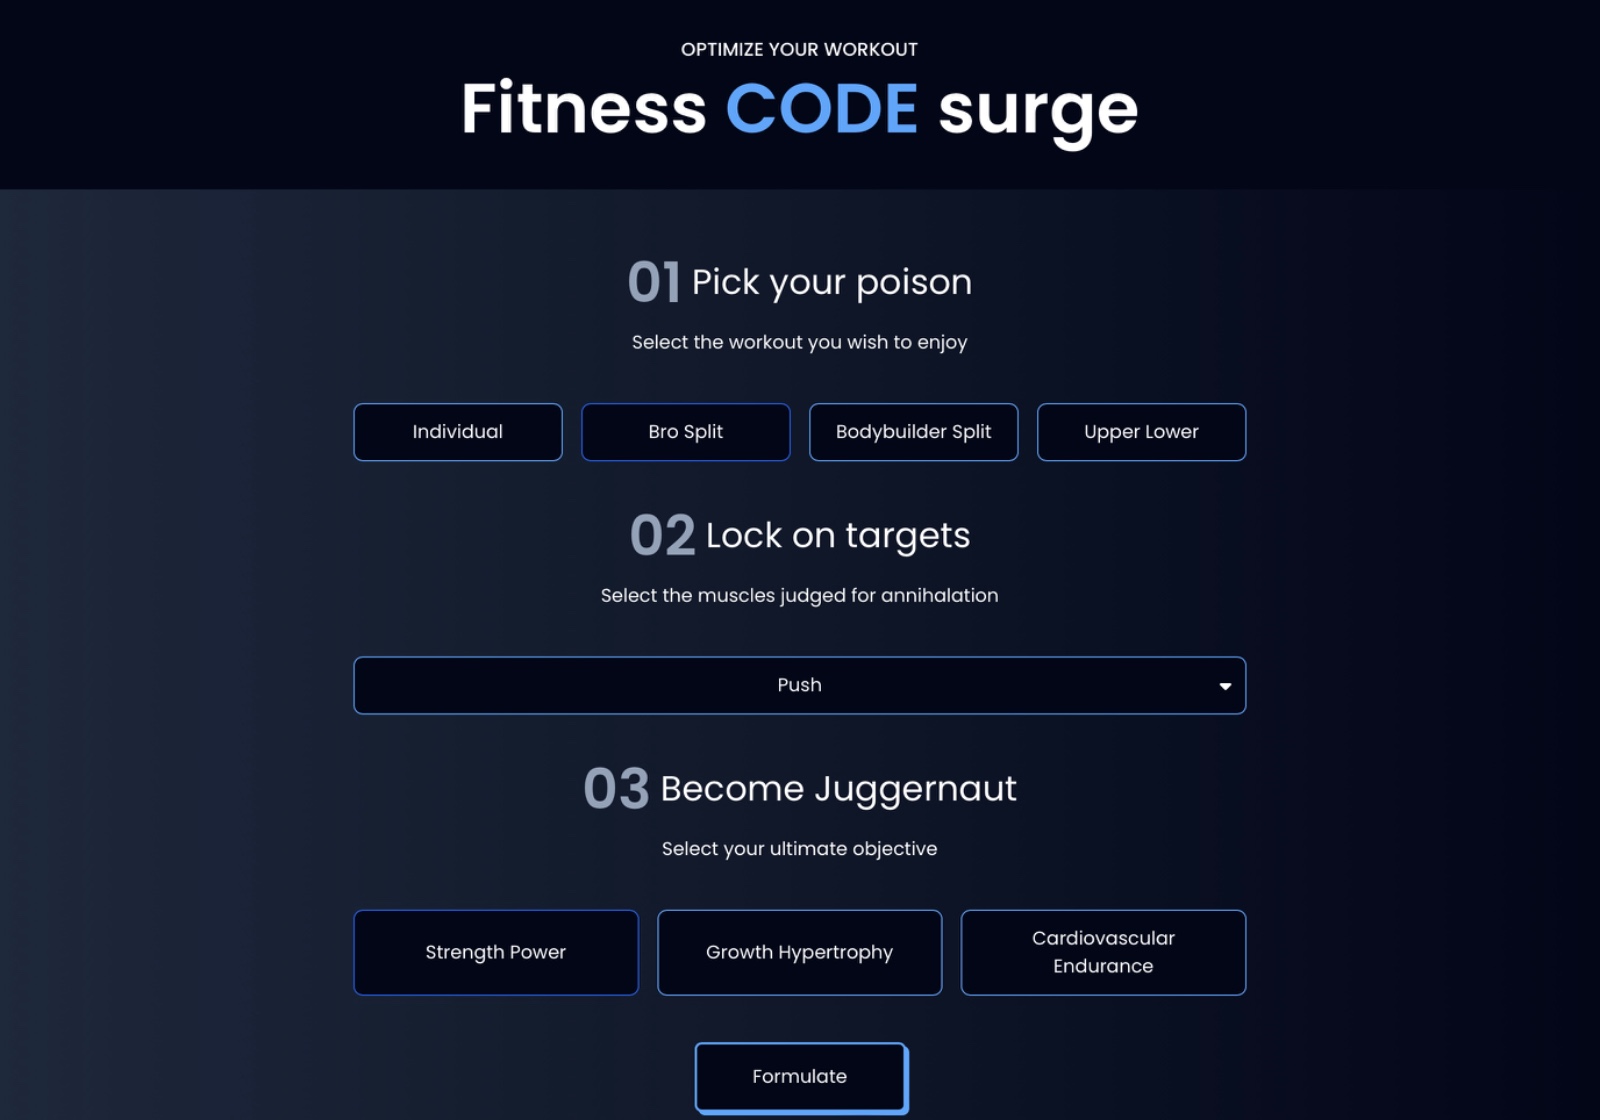 OPTIMIZE YOUR WORKOUT
Fitness CODE surge
01 Pick your poison
Select the workout you wish to enjoy
Individual
Bro Split
Bodybuilder Split
Upper Lower
02 Lock on targets
Select the muscles judged for annihalation
Push
03 Become Juggernaut
Select your ultimate objective
Strength Power
Growth Hypertrophy
Cardiovascular
Endurance
Formulate